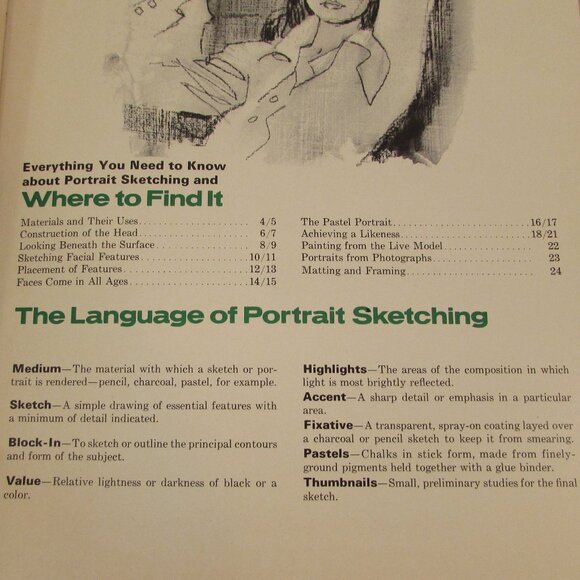 Everything You Need to Know
about Portrait Sketching and
Where to Find It
Materials and Their Uses 4/5
Construction of the Head 6/7
Looking Beneath the Surface 8/9
Sketching Facial Features 10/11
Placement of Features 12/13
Faces Come in All Ages 14/15
The Pastel Portrait 16/17
Achieving a Likeness 18/21
Painting from the Live Model 22
Portraits from Photographs 23
Matting and Framing 24
The Language of Portrait Sketching
Medium—The material with which a sketch or por-
trait is rendered—pencil, charcoal, pastel, for example.
Sketch—A simple drawing of essential features with
a minimum of detail indicated.
Block-In—To sketch or outline the principal contours
and form of the subject.
Value—Relative lightness or darkness of black or a
color.
Highlights—The areas of the composition in which
light is most brightly reflected.
Accent—A sharp detail or emphasis in a particular
area.
Fixative—A transparent, spray-on coating layed over
a charcoal or pencil sketch to keep it from smearing.
Pastels—Chalks in stick form, made from finely-
ground pigments held together with a glue binder.
Thumbnails—Small, preliminary studies for the final
sketch.